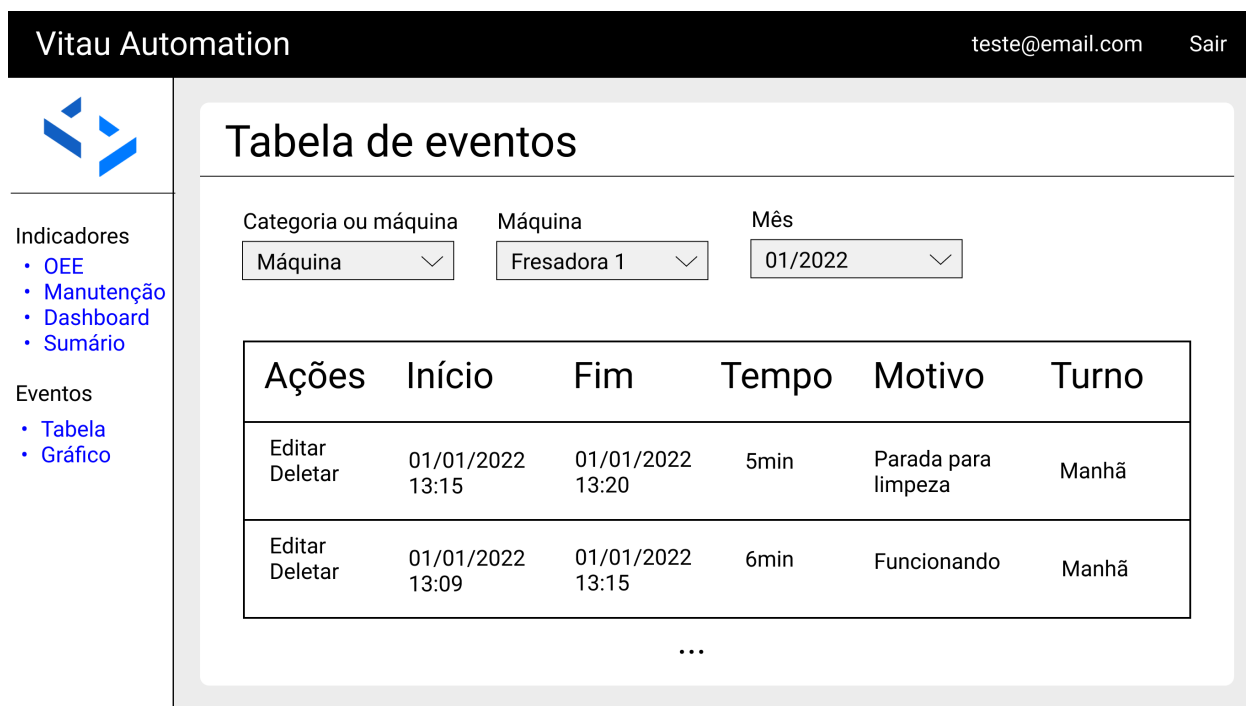 Vitau Automation
teste@email.com
Sair
Tabela de eventos
Indicadores
• OEE
• Manutenção
• Dashboard
• Sumário
Eventos
• Tabela
• Gráfico
Categoria ou máquina
Máquina
Máquina
Fresadora 1
Mês
01/2022
Ações Início Fim Tempo Motivo Turno
Editar
Deletar
01/01/2022
13:15
01/01/2022
13:20
5min
Parada para
limpeza
Manhã
Editar
Deletar
01/01/2022
13:09
01/01/2022
13:15
6min
Funcionando
Manhã
...